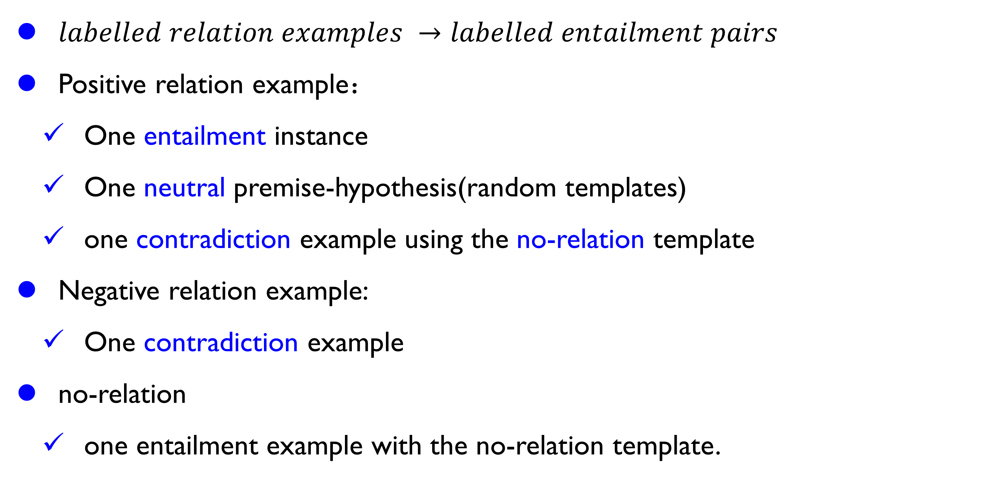 ● labelled relation examples → labelled entailment pairs
● Positive relation example：
✓ One entailment instance
✓ One neutral premise-hypothesis(random templates)
✓ one contradiction example using the no-relation template
● Negative relation example:
✓ One contradiction example
● no-relation
✓ one entailment example with the no-relation template.